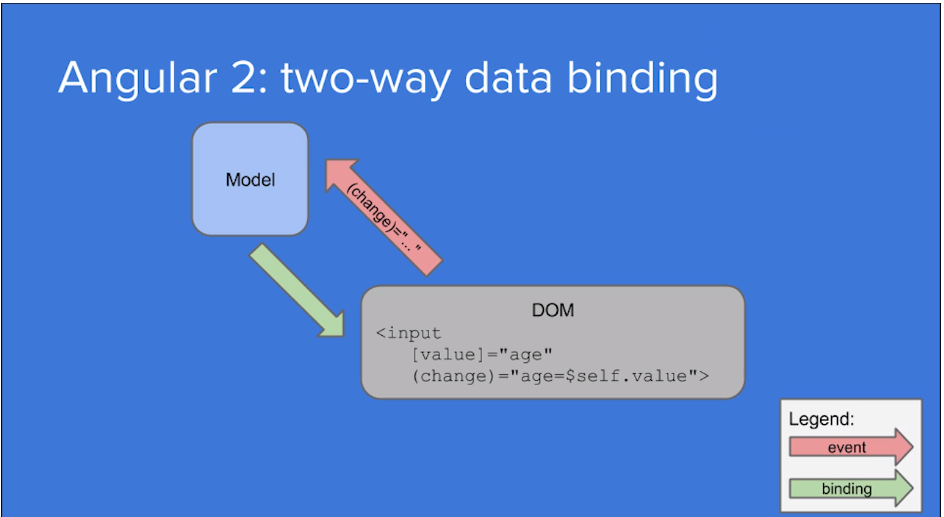 Angular 2: two-way data binding
Model
(change)="..."
DOM
<input
[value]="age"
(change)="age=$self.value">
Legend:
event
binding